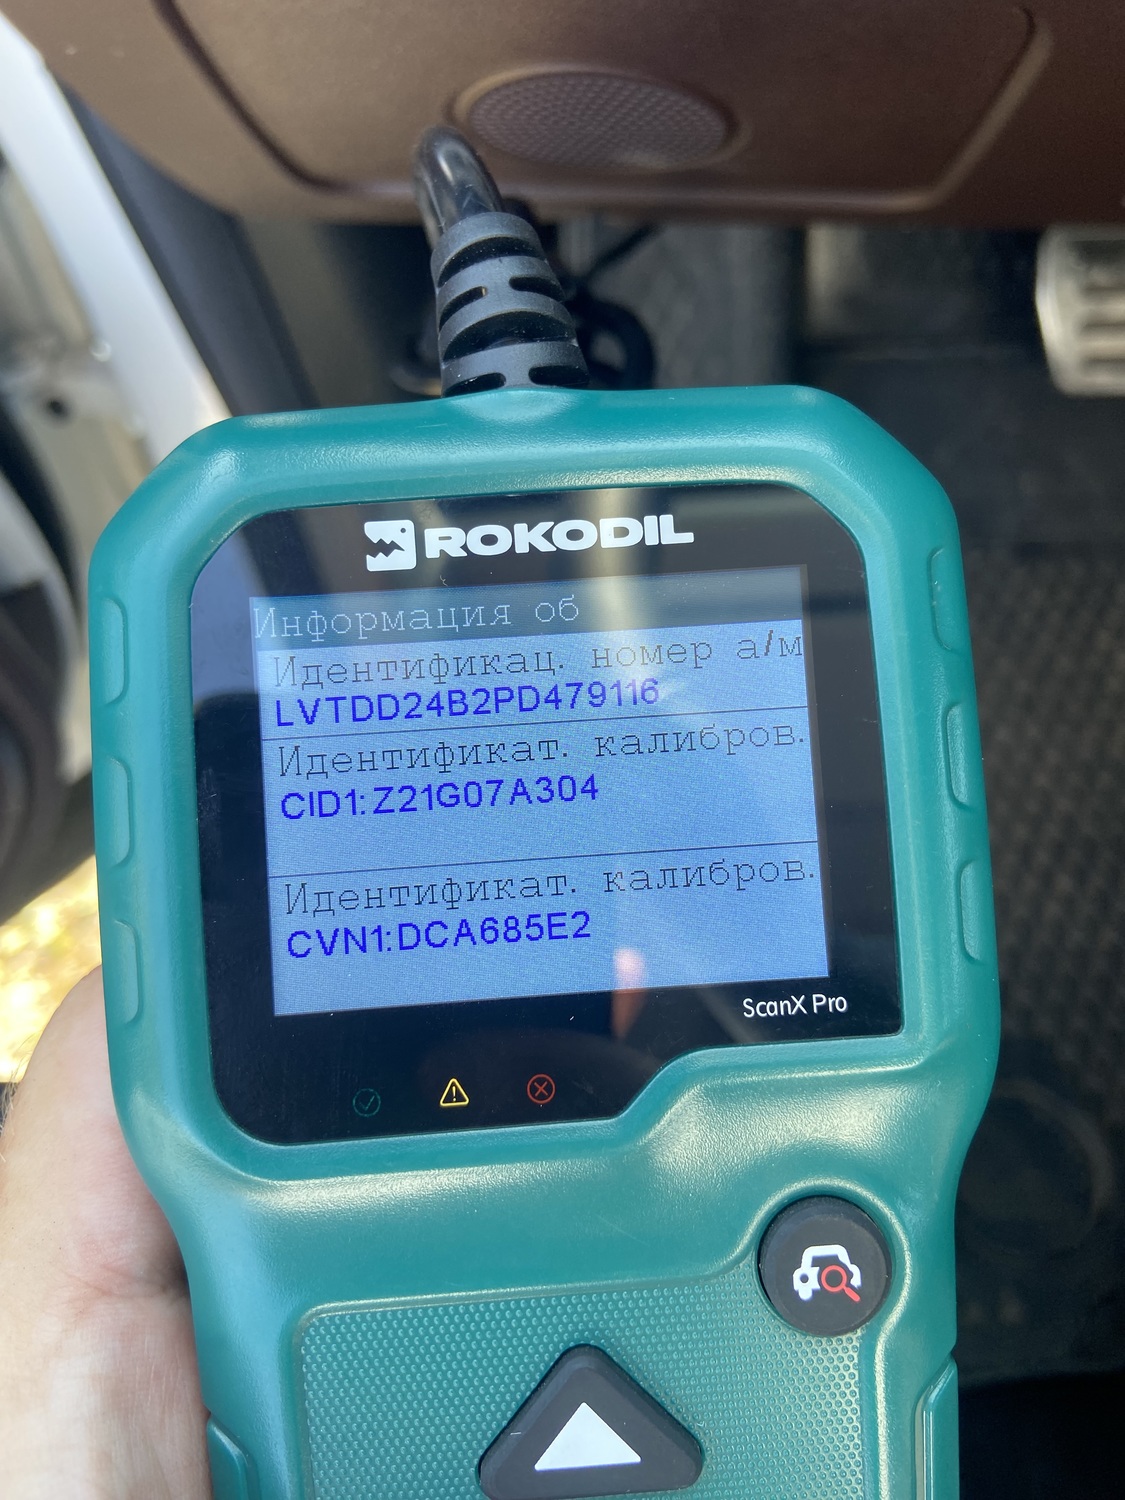 ROKODIL
Информация об
Идентификац. номер а/м
LVTDD24B2PD479116
Идентификат. калибров.
CID1:Z21G07A304
Идентификат. калибров.
CVN1:DCA685E2
ScanX Pro